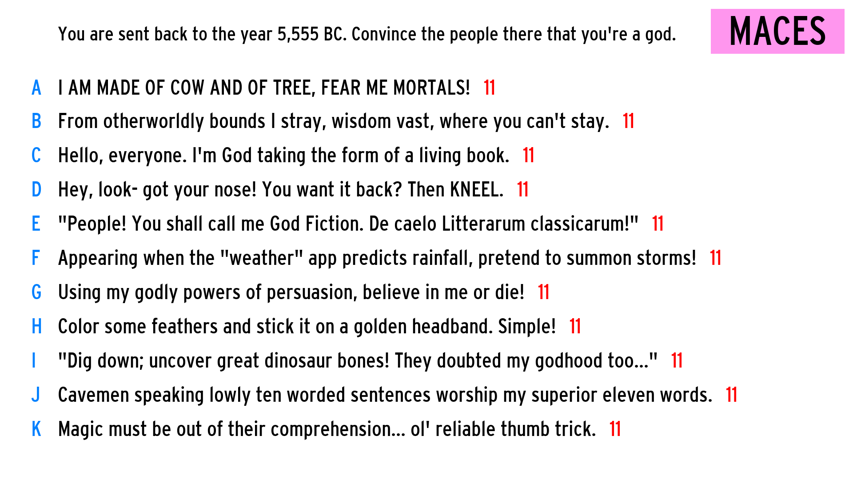 You are sent back to the year 5,555 BC. Convince the people there that you're a god.
MACES
A I AM MADE OF COW AND OF TREE, FEAR ME MORTALS! 11
B From otherworldly bounds I stray, wisdom vast, where you can't stay. 11
C Hello, everyone. I'm God taking the form of a living book. 11
D Hey, look- got your nose! You want it back? Then KNEEL. 11
E "People! You shall call me God Fiction. De caelo Litterarum classicarum!" 11
F Appearing when the "weather" app predicts rainfall, pretend to summon storms! 11
G Using my godly powers of persuasion, believe in me or die! 11
H Color some feathers and stick it on a golden headband. Simple! 11
I "Dig down; uncover great dinosaur bones! They doubted my godhood too..." 11
J Cavemen speaking lowly ten worded sentences worship my superior eleven words. 11
K Magic must be out of their comprehension... ol' reliable thumb trick. 11